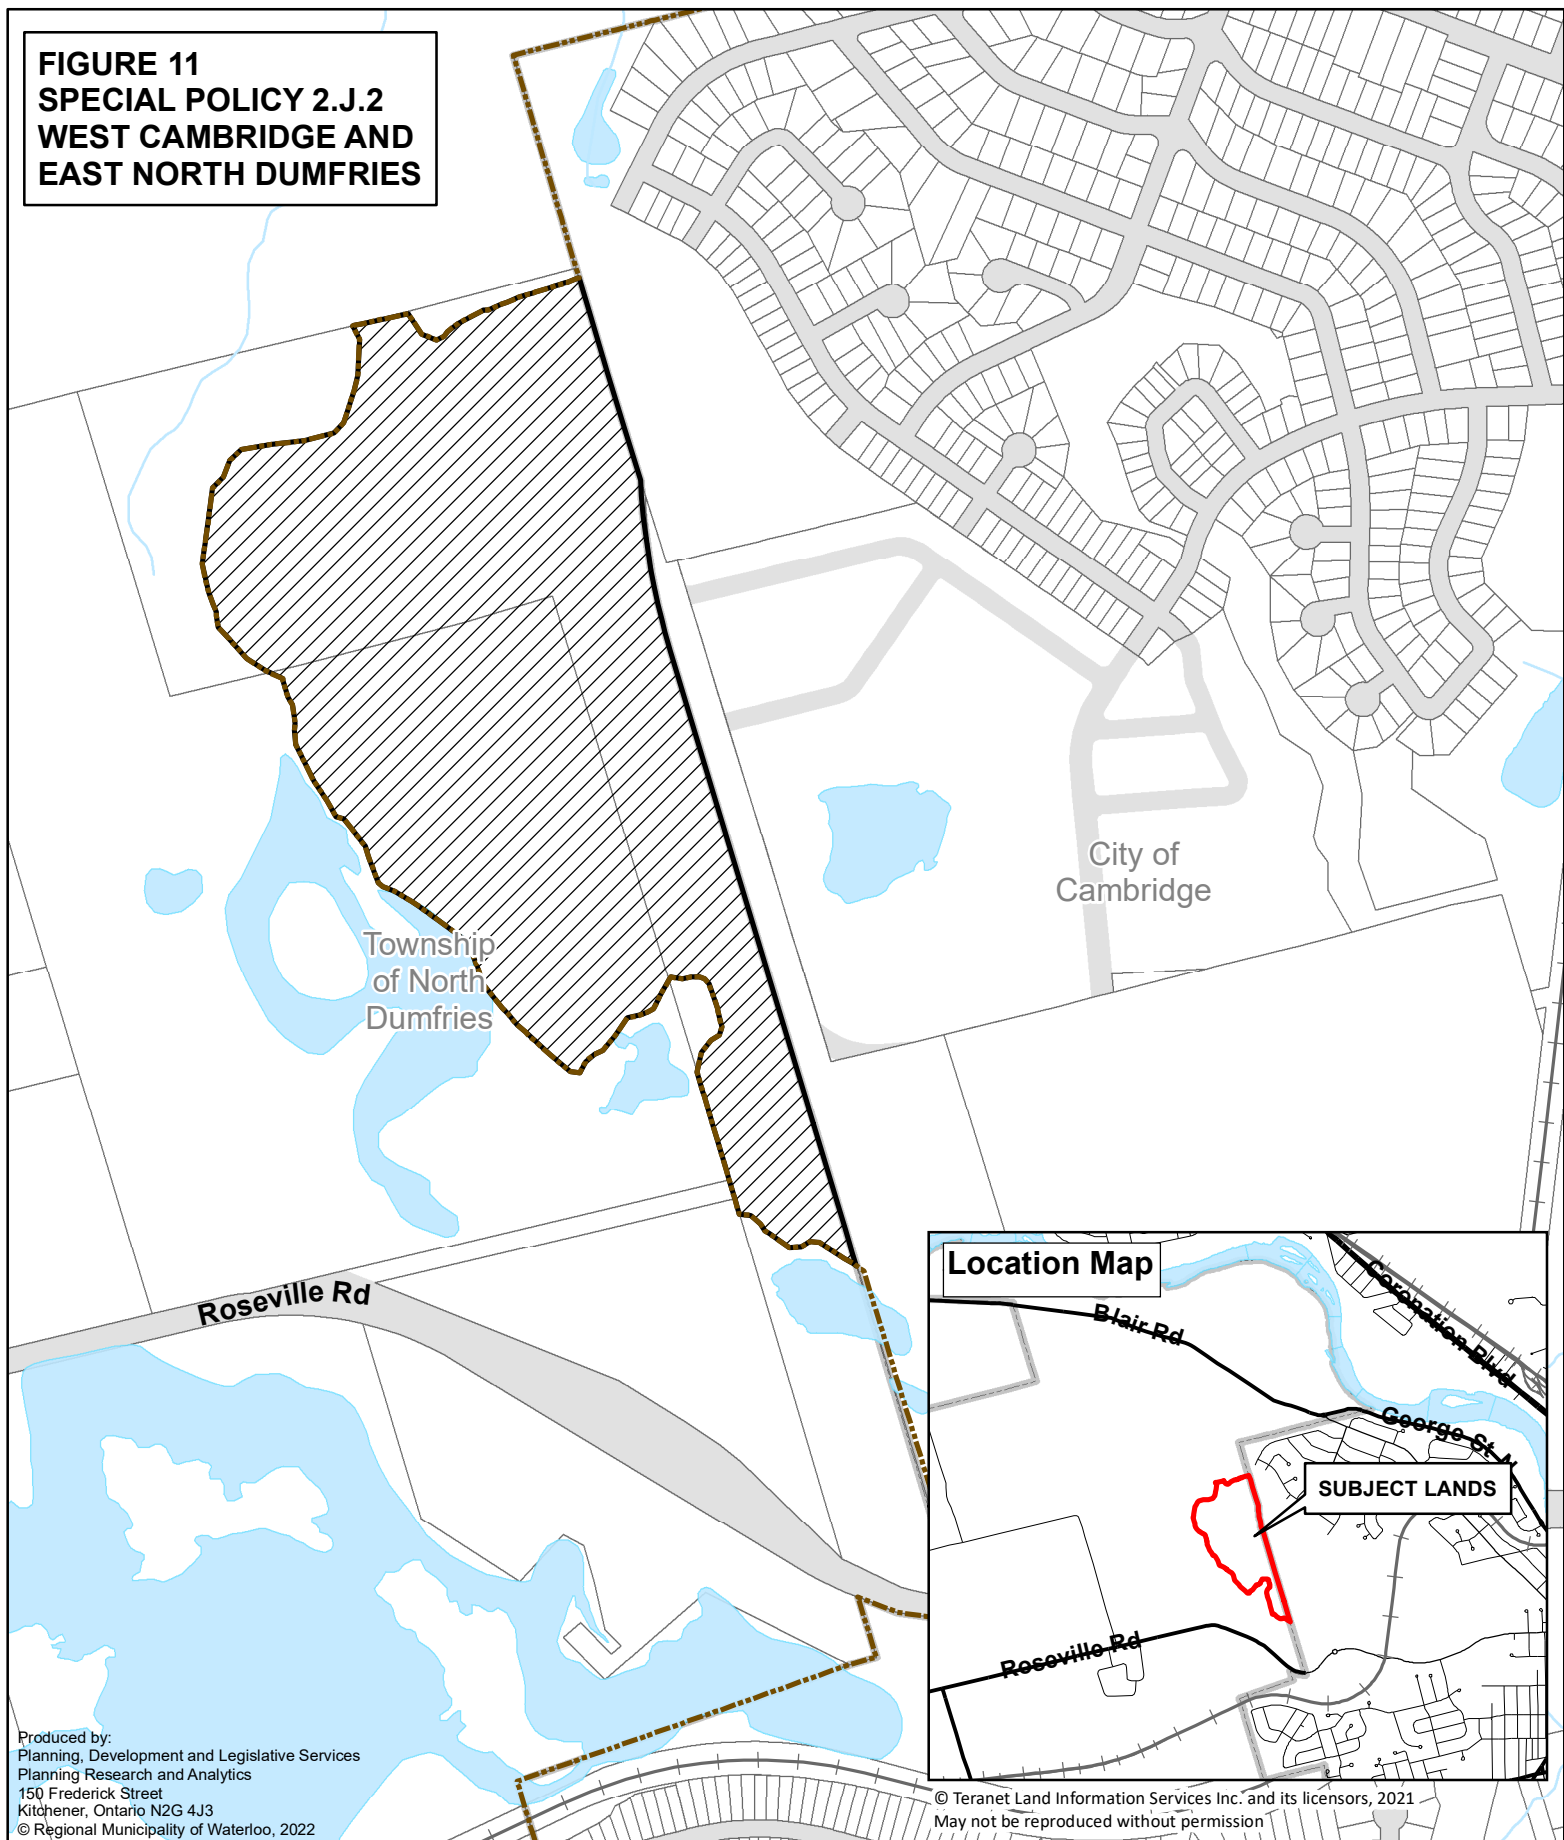 FIGURE 11
SPECIAL POLICY 2.J.2
WEST CAMBRIDGE AND
EAST NORTH DUMFRIES
City of
Cambridge
Township
of North
Dumfries
Roseville Rd
Location Map
Blair Rd
Coronation Blvd
George St N
SUBJECT LANDS
Roseville Rd
Produced by:
Planning, Development and Legislative Services
Planning Research and Analytics
150 Frederick Street
Kitchener, Ontario N2G 4J3
© Regional Municipality of Waterloo, 2022
© Teranet Land Information Services Inc. and its licensors, 2021
May not be reproduced without permission